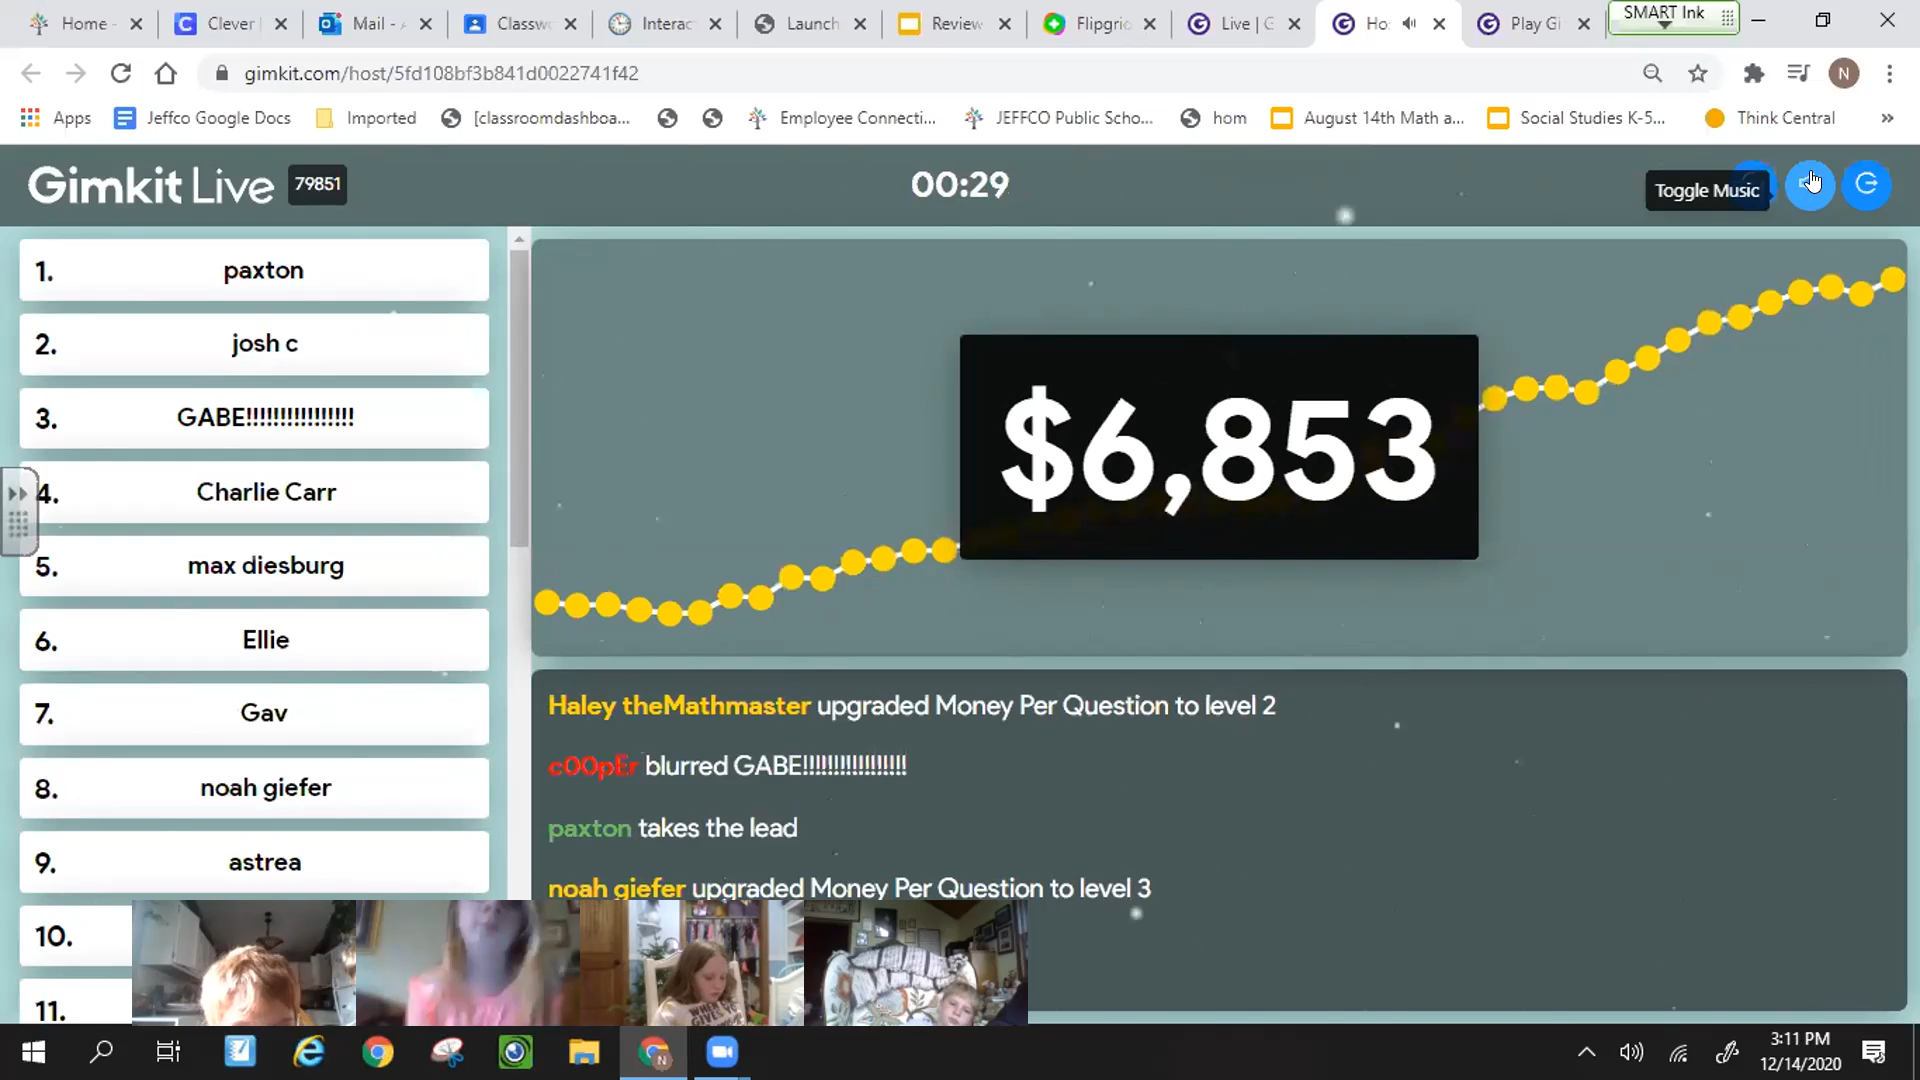 Home -
Clever
Mail -
Classw
Interac
Launch
Review
Flipgri
Live | G
Ho
Play Gi
SMART Ink
gimkit.com/host/5fd108bf3b841d0022741f42
N
Apps
Jeffco Google Docs
Imported
[classroomdashboa...
Employee Connecti...
JEFFCO Public Scho...
hom
August 14th Math a...
Social Studies K-5...
Think Central
»
Gimkit Live
79851
00:29
Toggle Music
1. paxton
2. josh c
3. GABE!!!!!!!!!!!!!!!!
4. Charlie Carr
5. max diesburg
6. Ellie
7. Gav
8. noah giefer
9. astrea
10.
11.
$6,853
Haley theMathmaster upgraded Money Per Question to level 2
c00pEr blurred GABE!!!!!!!!!!!!!!!!
paxton takes the lead
noah giefer upgraded Money Per Question to level 3
3:11 PM
12/14/2020